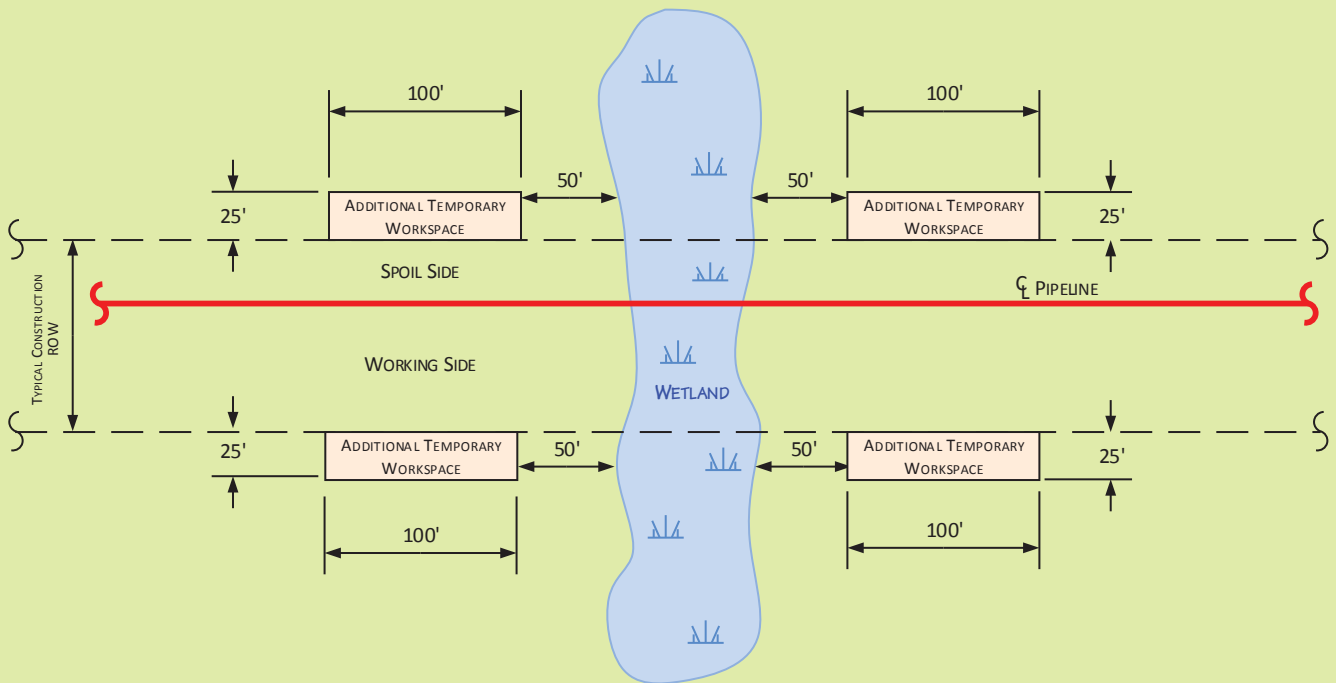 100'
100'
50'
50'
25'
ADDITIONAL TEMPORARY
WORKSPACE
ADDITIONAL TEMPORARY
WORKSPACE
25'
SPOIL SIDE
℄ PIPELINE
TYPICAL CONSTRUCTION
ROW
WORKING SIDE
WETLAND
25'
ADDITIONAL TEMPORARY
WORKSPACE
50'
50'
ADDITIONAL TEMPORARY
WORKSPACE
25'
100'
100'